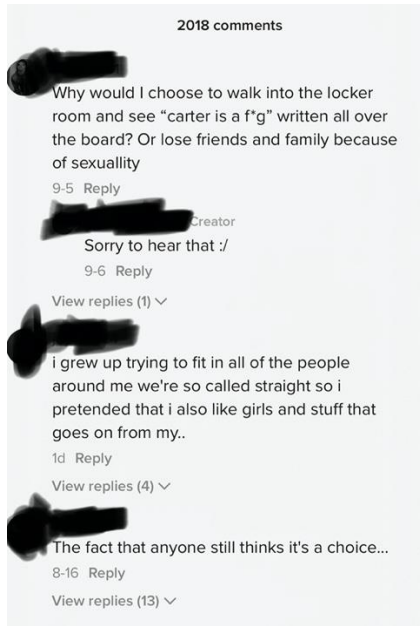 2018 comments
Why would I choose to walk into the locker
room and see “carter is a f*g” written all over
the board? Or lose friends and family because
of sexuallity
9-5 Reply
Creator
Sorry to hear that :/
9-6 Reply
View replies (1)
i grew up trying to fit in all of the people
around me we're so called straight so i
pretended that i also like girls and stuff that
goes on from my..
1d Reply
View replies (4)
The fact that anyone still thinks it's a choice...
8-16 Reply
View replies (13)